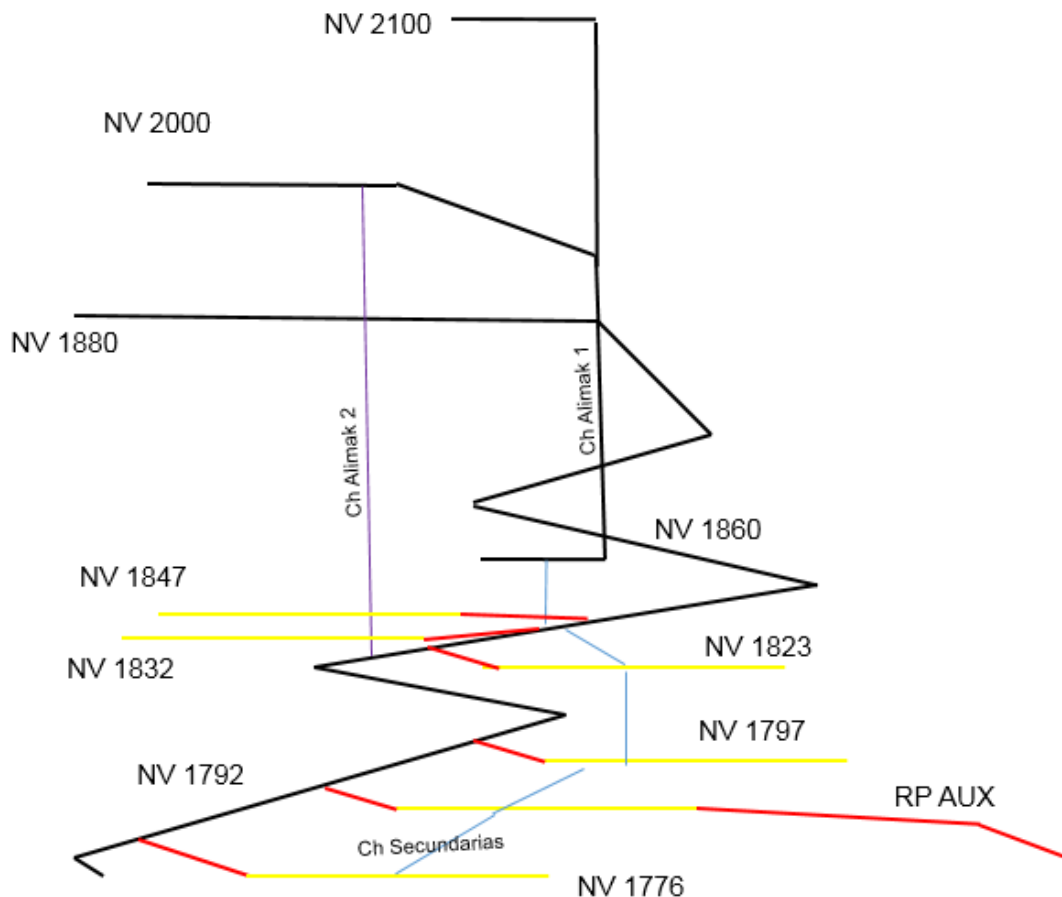 NV 2100
NV 2000
NV 1880
Ch Alimak 1
Ch Alimak 2
NV 1860
NV 1847
NV 1832
NV 1823
NV 1797
NV 1792
RP AUX
Ch Secundarias
NV 1776